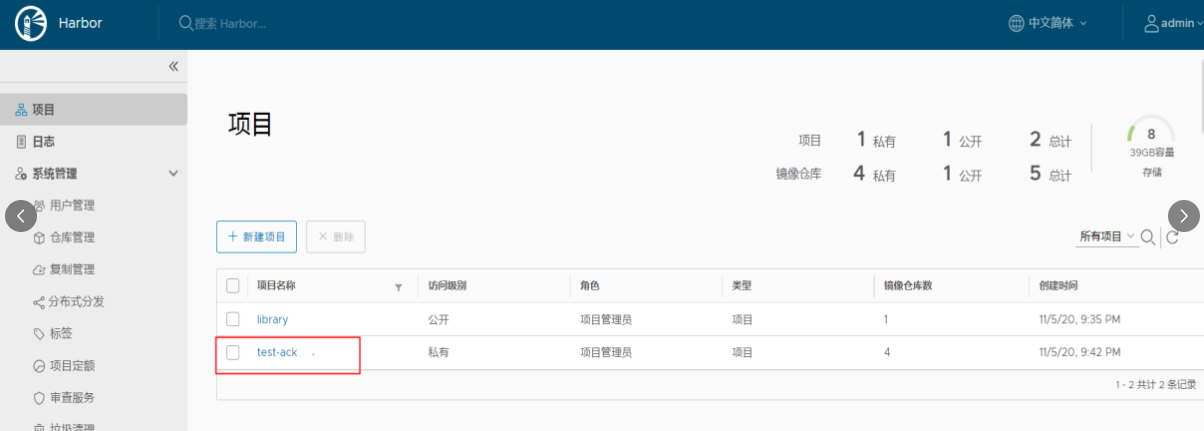 Harbor
搜索 Harbor...
中文简体
admin
项目
日志
系统管理
用户管理
仓库管理
复制管理
分布式分发
标签
项目定额
审查服务
垃圾清理
项目
项目 1 私有 1 公开 2 总计
镜像仓库 4 私有 1 公开 5 总计
8
39GB容量
存储
+ 新建项目
× 删除
所有项目
项目名称 访问级别 角色 类型 镜像仓库数 创建时间
library 公开 项目管理员 项目 1 11/5/20, 9:35 PM
test-ack 私有 项目管理员 项目 4 11/5/20, 9:42 PM
1 - 2 共计 2 条记录